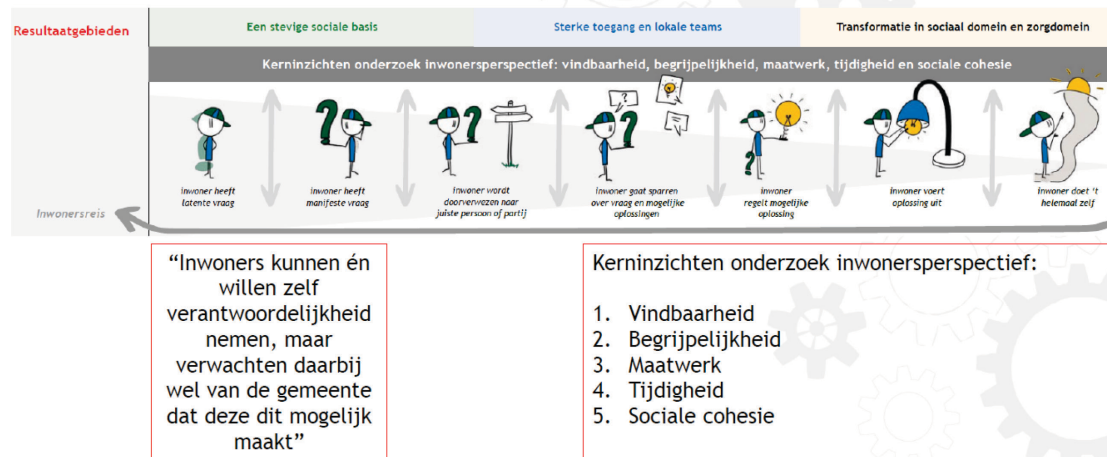 Resultaatgebieden
Een stevige sociale basis
Sterke toegang en lokale teams
Transformatie in sociaal domein en zorgdomein
Kerninzichten onderzoek inwonersperspectief: vindbaarheid, begrijpelijkheid, maatwerk, tijdigheid en sociale cohesie
inwoner heeft
latente vraag
inwoner heeft
manifeste vraag
inwoner wordt
doorverwezen naar
juiste persoon of partij
inwoner gaat sparren
over vraag en mogelijke
oplossingen
inwoner
regelt mogelijke
oplossing
inwoner voert
oplossing uit
inwoner doet 't
helemaal zelf
Inwonersreis
“Inwoners kunnen én
willen zelf
verantwoordelijkheid
nemen, maar
verwachten daarbij
wel van de gemeente
dat deze dit mogelijk
maakt”
Kerninzichten onderzoek inwonersperspectief:
1. Vindbaarheid
2. Begrijpelijkheid
3. Maatwerk
4. Tijdigheid
5. Sociale cohesie